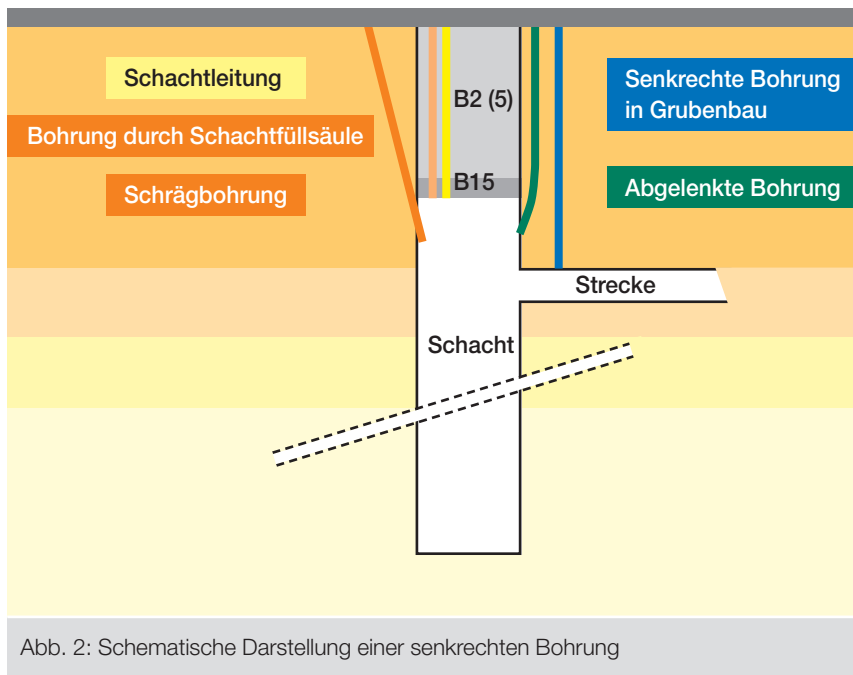 Schachtleitung
Bohrung durch Schachtfüllsäule
Schrägbohrung
B2 (5)
B15
Senkrechte Bohrung
in Grubenbau
Abgelenkte Bohrung
Strecke
Schacht
Abb. 2: Schematische Darstellung einer senkrechten Bohrung